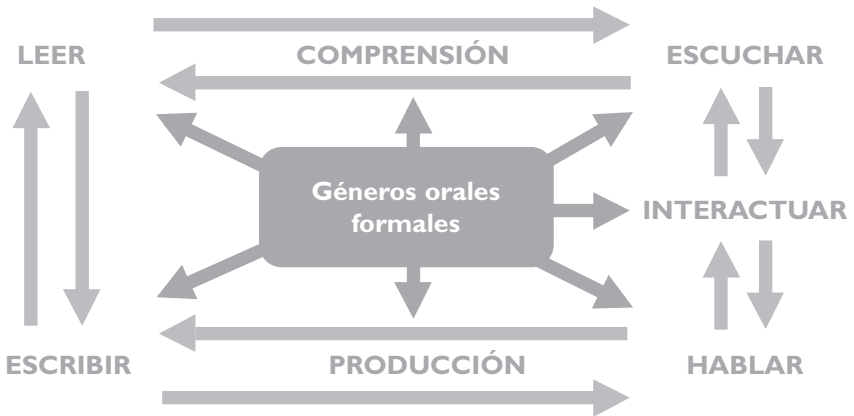 LEER
COMPRENSIÓN
ESCUCHAR
Géneros orales
formales
INTERACTUAR
ESCRIBIR
PRODUCCIÓN
HABLAR